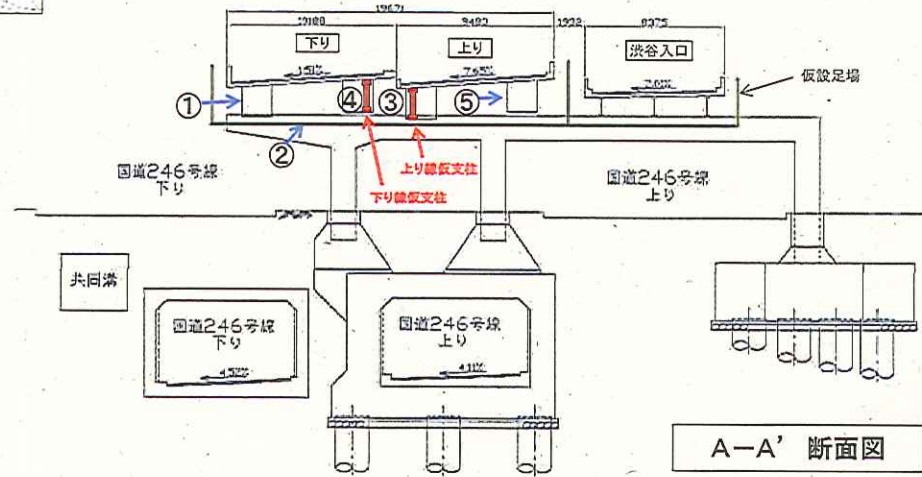 10188
9493
1932
8375
下り
上り
渋谷入口
仮設足場
①
④
③
⑤
②
上り線仮支柱
下り線仮支柱
国道246号線
下り
国道246号線
上り
共同溝
国道246号線
下り
国道246号線
上り
A－A’ 断面図